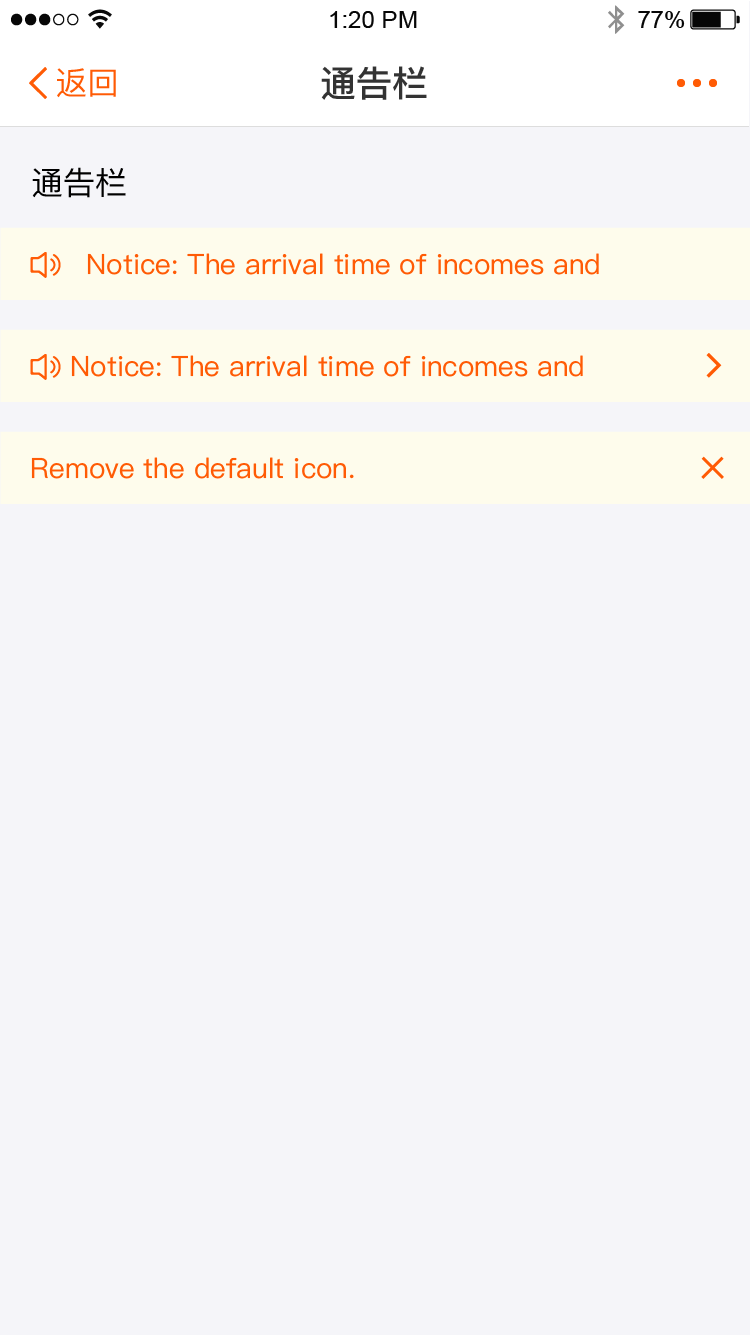 1:20 PM
77%
返回
通告栏
通告栏
Notice: The arrival time of incomes and
Notice: The arrival time of incomes and
Remove the default icon.